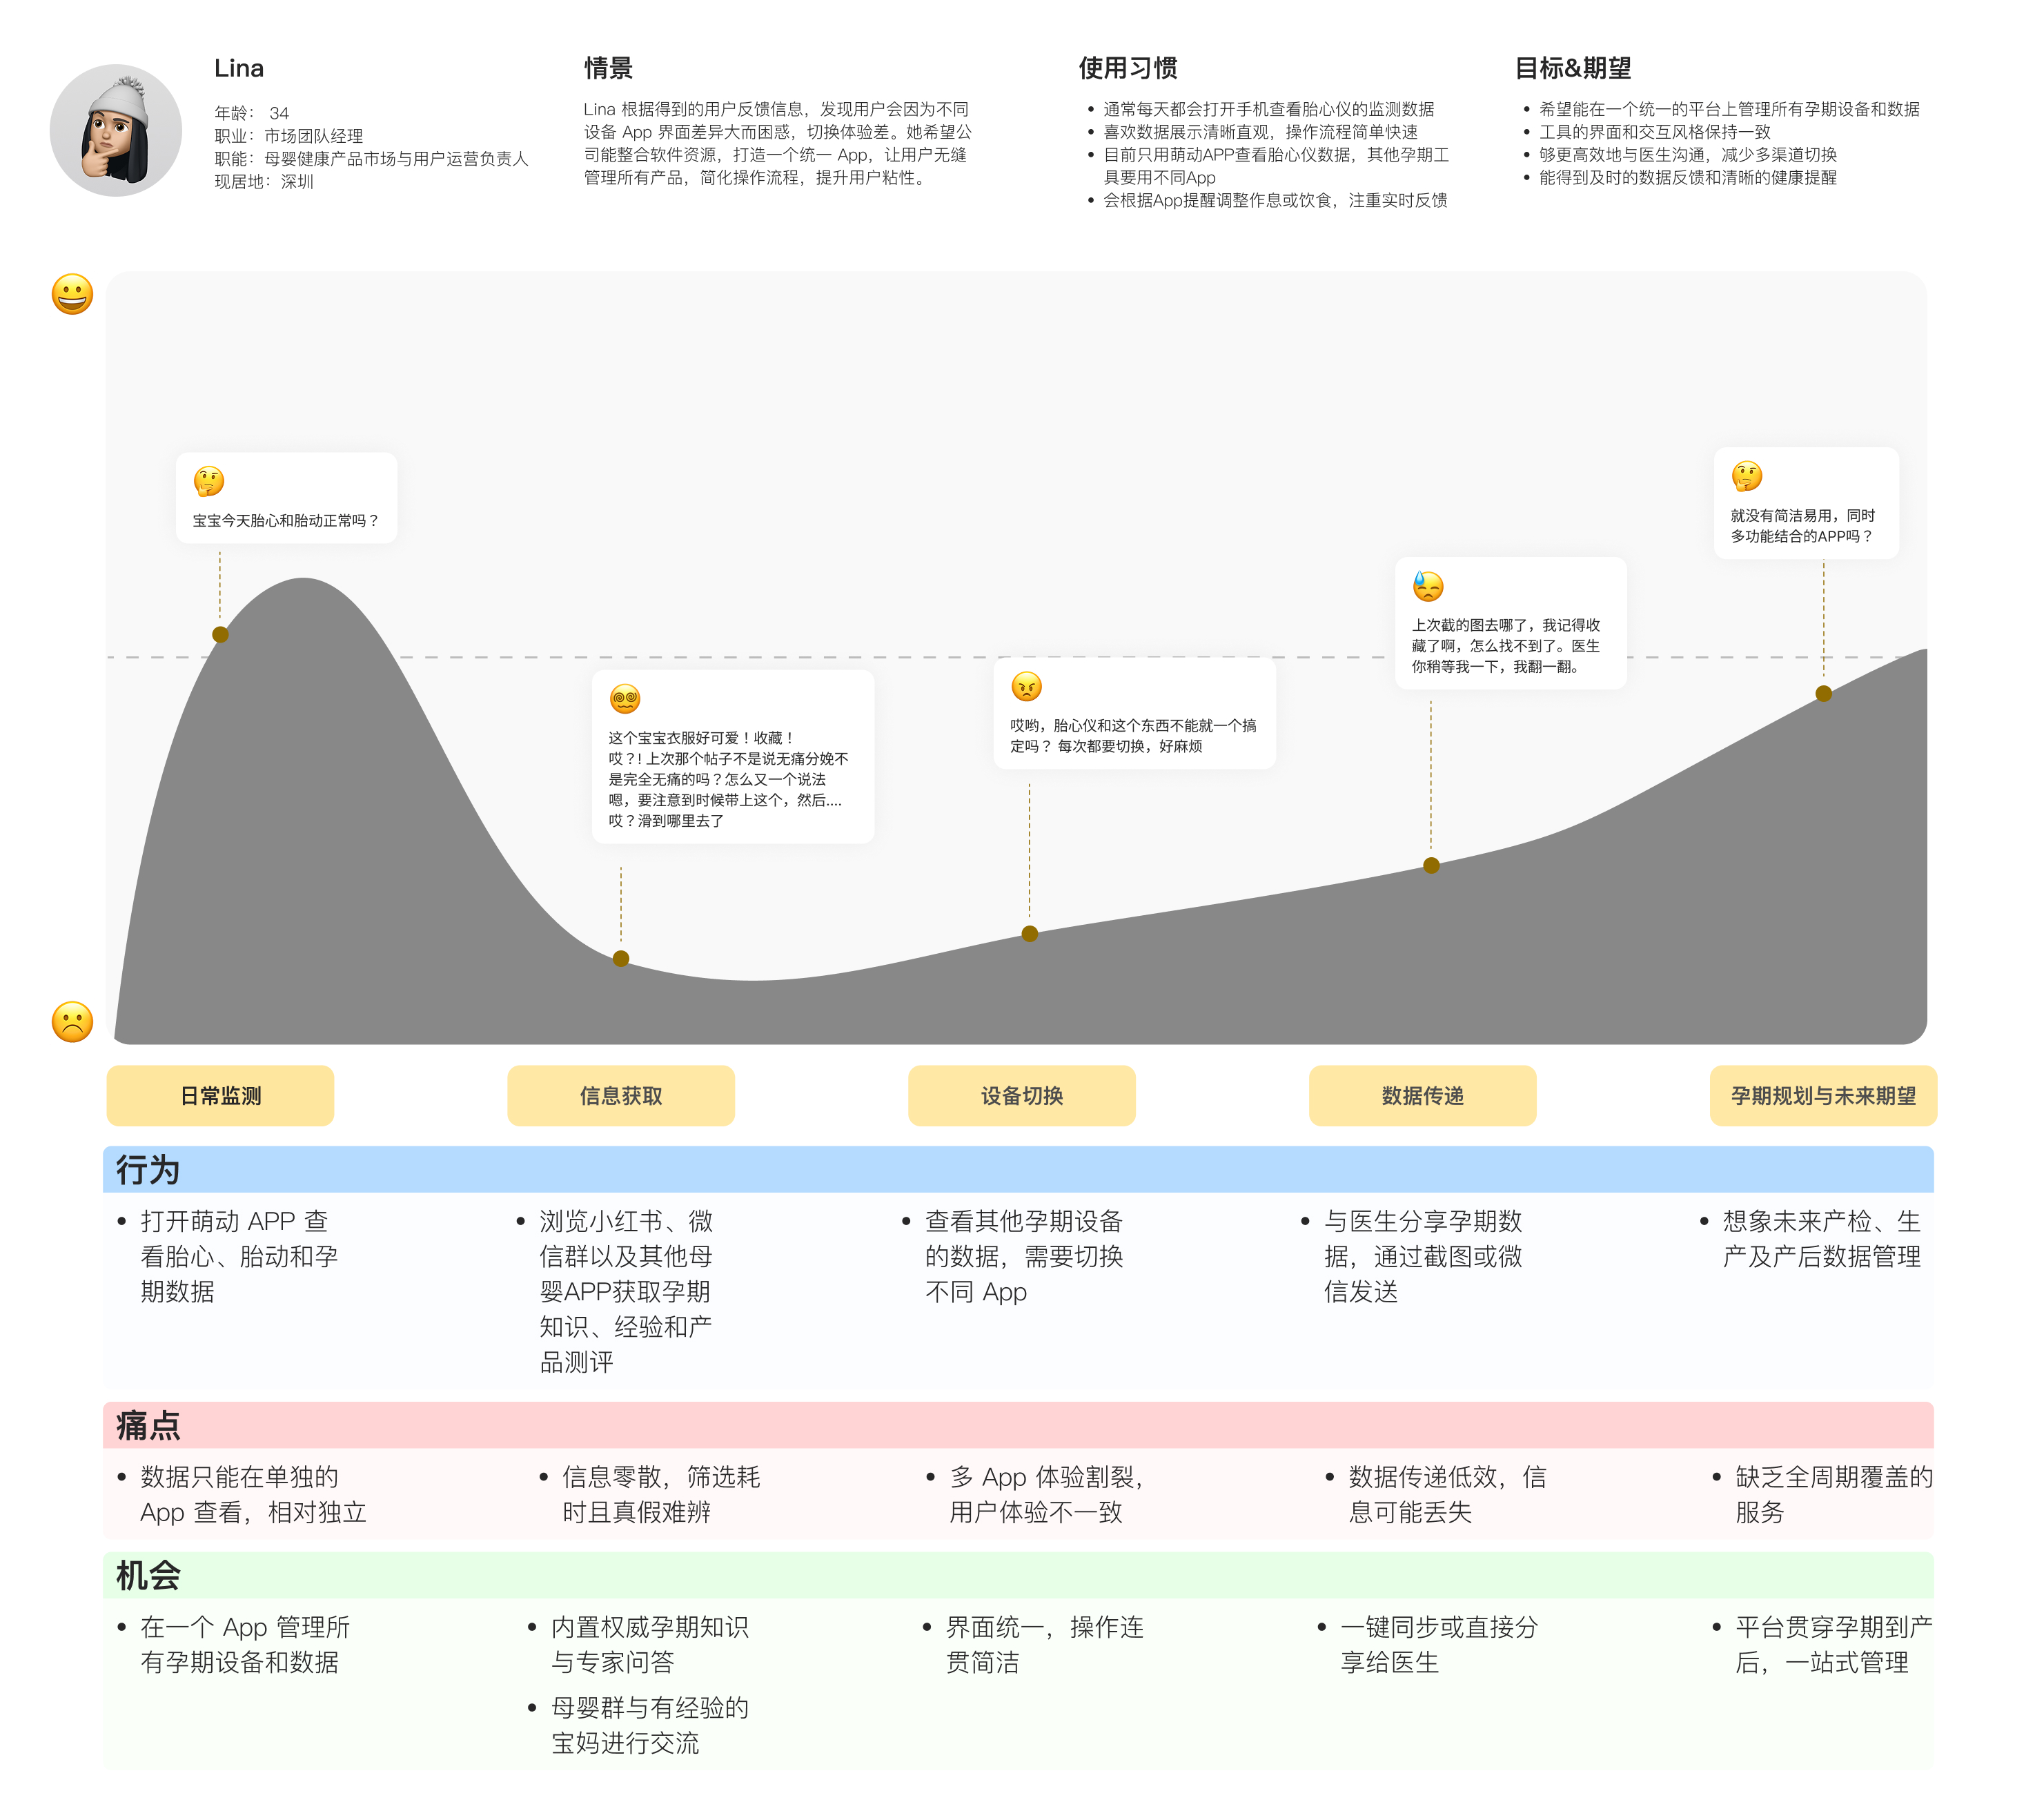 Lina
年龄： 34
职业：市场团队经理
职能：母婴健康产品市场与用户运营负责人
现居地：深圳
情景
Lina 根据得到的用户反馈信息，发现用户会因为不同
设备 App 界面差异大而困惑，切换体验差。她希望公
司能整合软件资源，打造一个统一 App，让用户无缝
管理所有产品，简化操作流程，提升用户粘性。
使用习惯
• 通常每天都会打开手机查看胎心仪的监测数据
• 喜欢数据展示清晰直观，操作流程简单快速
• 目前只用萌动APP查看胎心仪数据，其他孕期工
具要用不同App
• 会根据App提醒调整作息或饮食，注重实时反馈
目标&期望
• 希望能在一个统一的平台上管理所有孕期设备和数据
• 工具的界面和交互风格保持一致
• 够更高效地与医生沟通，减少多渠道切换
• 能得到及时的数据反馈和清晰的健康提醒
宝宝今天胎心和胎动正常吗？
这个宝宝衣服好可爱！收藏！
哎？! 上次那个帖子不是说无痛分娩不
是完全无痛的吗？怎么又一个说法
嗯，要注意到时候带上这个，然后....
哎？滑到哪里去了
哎哟，胎心仪和这个东西不能就一个搞
定吗？ 每次都要切换，好麻烦
上次截的图去哪了，我记得收
藏了啊，怎么找不到了。医生
你稍等我一下，我翻一翻。
就没有简洁易用，同时
多功能结合的APP吗？
日常监测
信息获取
设备切换
数据传递
孕期规划与未来期望
行为
• 打开萌动 APP 查
看胎心、胎动和孕
期数据
• 浏览小红书、微
信群以及其他母
婴APP获取孕期
知识、经验和产
品测评
• 查看其他孕期设备
的数据，需要切换
不同 App
• 与医生分享孕期数
据，通过截图或微
信发送
• 想象未来产检、生
产及产后数据管理
痛点
• 数据只能在单独的
App 查看，相对独立
• 信息零散，筛选耗
时且真假难辨
• 多 App 体验割裂，
用户体验不一致
• 数据传递低效，信
息可能丢失
• 缺乏全周期覆盖的
服务
机会
• 在一个 App 管理所
有孕期设备和数据
• 内置权威孕期知识
与专家问答
• 母婴群与有经验的
宝妈进行交流
• 界面统一，操作连
贯简洁
• 一键同步或直接分
享给医生
• 平台贯穿孕期到产
后，一站式管理